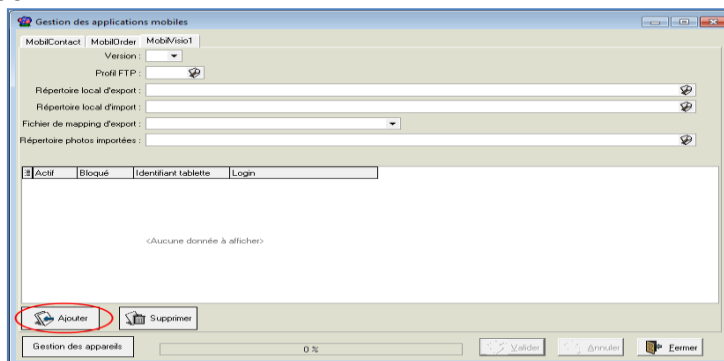 Gestion des applications mobiles
MobilContact MobilOrder MobilVisio1
Version :
Profil FTP :
Répertoire local d'export :
Répertoire local d'import :
Fichier de mapping d'export :
Répertoire photos importées :
Actif Bloqué Identifiant tablette Login
<Aucune donnée à afficher>
Ajouter Supprimer
Gestion des appareils 0 % Valider Annuler Fermer